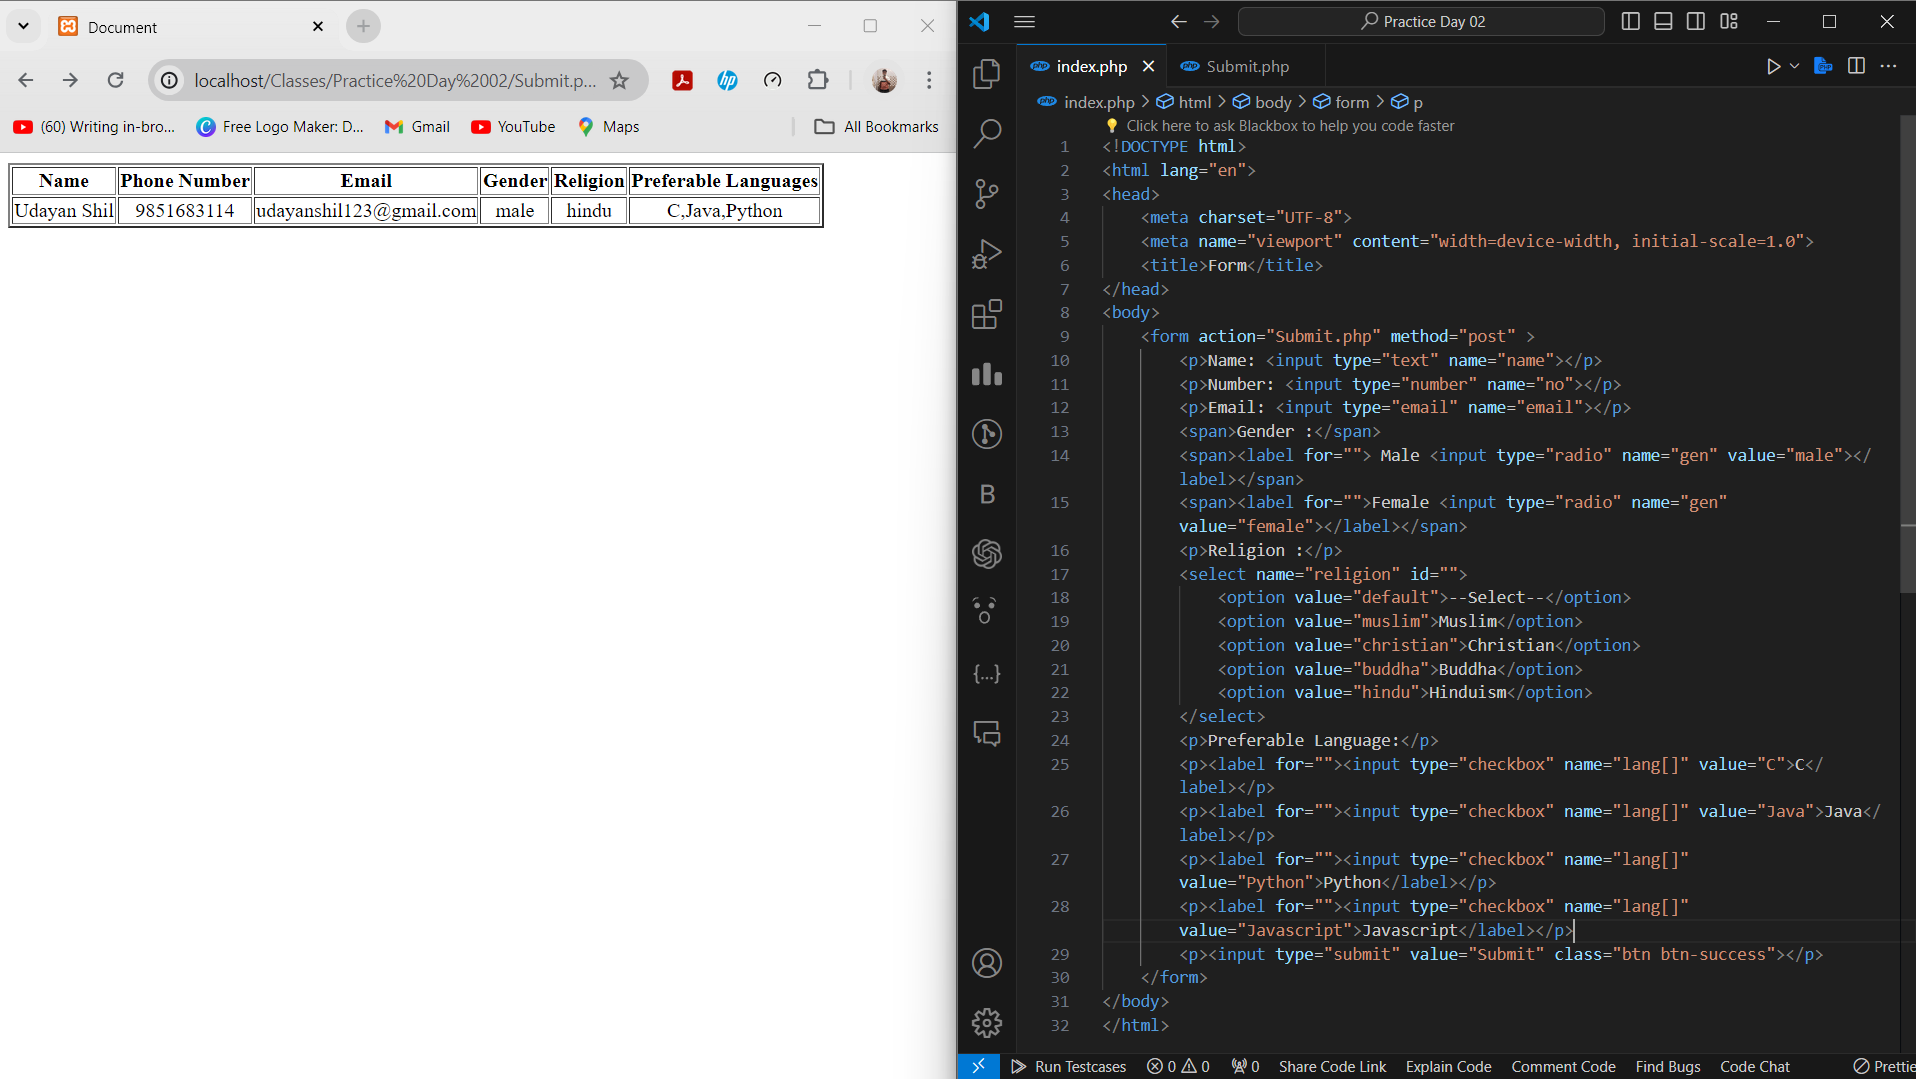 Document
localhost/Classes/Practice%20Day%2002/Submit.p...
(60) Writing in-bro...
Free Logo Maker: D...
Gmail
YouTube
Maps
All Bookmarks
Name Phone Number Email Gender Religion Preferable Languages
Udayan Shil 9851683114 udayanshil123@gmail.com male hindu C,Java,Python
Practice Day 02
index.php
Submit.php
index.php > html > body > form > p
Click here to ask Blackbox to help you code faster
1 <!DOCTYPE html>
2 <html lang="en">
3 <head>
4 <meta charset="UTF-8">
5 <meta name="viewport" content="width=device-width, initial-scale=1.0">
6 <title>Form</title>
7 </head>
8 <body>
9 <form action="Submit.php" method="post" >
10 <p>Name: <input type="text" name="name"></p>
11 <p>Number: <input type="number" name="no"></p>
12 <p>Email: <input type="email" name="email"></p>
13 <span>Gender :</span>
14 <span><label for=""> Male <input type="radio" name="gen" value="male"></
label></span>
15 <span><label for="">Female <input type="radio" name="gen"
value="female"></label></span>
16 <p>Religion :</p>
17 <select name="religion" id="">
18 <option value="default">--Select--</option>
19 <option value="muslim">Muslim</option>
20 <option value="christian">Christian</option>
21 <option value="buddha">Buddha</option>
22 <option value="hindu">Hinduism</option>
23 </select>
24 <p>Preferable Language:</p>
25 <p><label for=""><input type="checkbox" name="lang[]" value="C">C</
label></p>
26 <p><label for=""><input type="checkbox" name="lang[]" value="Java">Java</
label></p>
27 <p><label for=""><input type="checkbox" name="lang[]"
value="Python">Python</label></p>
28 <p><label for=""><input type="checkbox" name="lang[]"
value="Javascript">Javascript</label></p>
29 <p><input type="submit" value="Submit" class="btn btn-success"></p>
30 </form>
31 </body>
32 </html>
Run Testcases 0 0 0 Share Code Link Explain Code Comment Code Find Bugs Code Chat Prettie